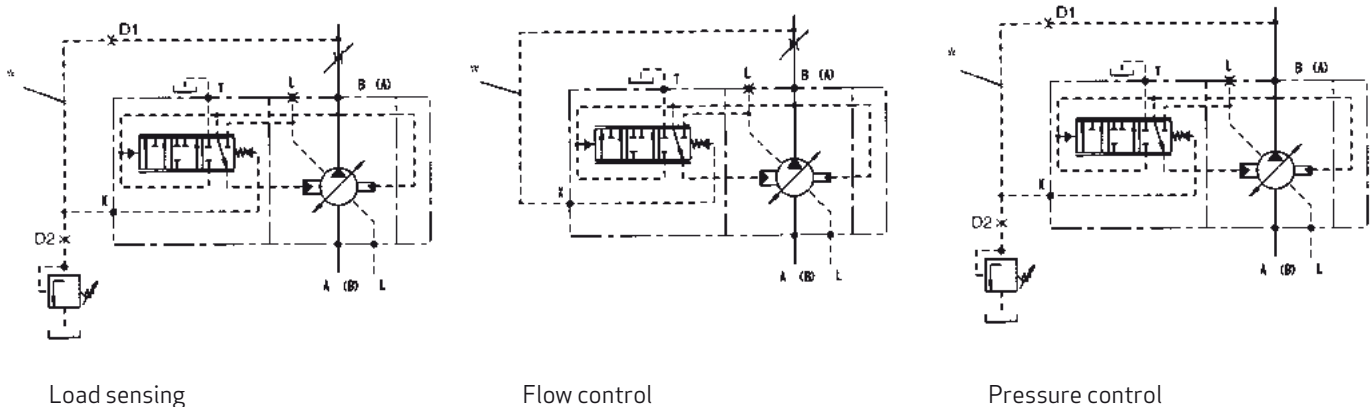 D1
*
T L B (A)
K
D2
A (B) L
*
T L B (A)
K
A (B) L
D1
*
T L B (A)
K
D2
A (B) L
Load sensing
Flow control
Pressure control